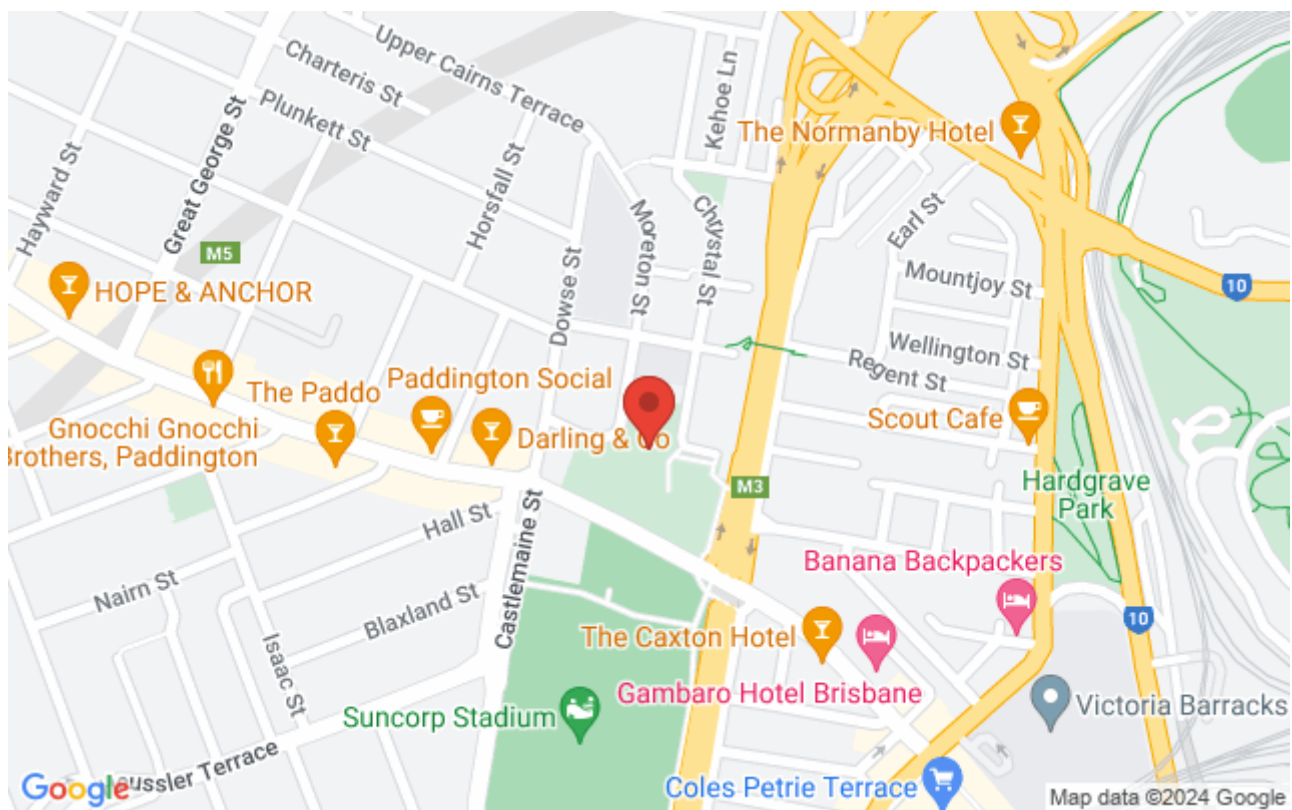 Upper Cairns Terrace
Charteris St
Plunkett St
Great George St
Hayward St
Horsfall St
Kehoe Ln
The Normanby Hotel
Earl St
Chrystal St
Moreton St
Dowse St
M5
HOPE & ANCHOR
Mountjoy St
10
Wellington St
Regent St
Paddington Social
The Paddo
Scout Cafe
Gnocchi Gnocchi
Brothers, Paddington
Darling & Co
M3
Hardgrave
Park
Hall St
Castlemaine St
Banana Backpackers
Nairn St
Blaxland St
10
Isaac St
The Caxton Hotel
Gambaro Hotel Brisbane
Suncorp Stadium
Victoria Barracks
Coles Petrie Terrace
Google
ussler Terrace
Map data ©2024 Google